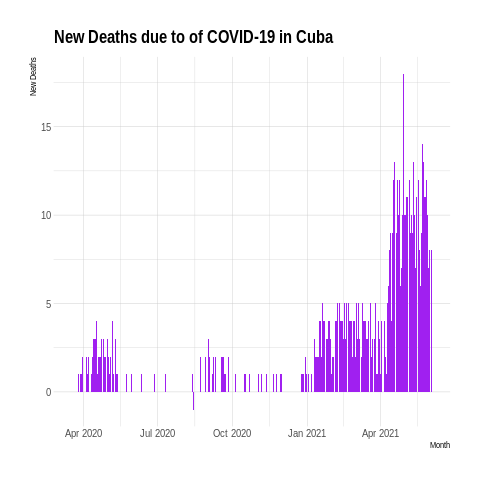 New Deaths due to of COVID-19 in Cuba
New Deaths
15
10
5
0
Apr 2020 Jul 2020 Oct 2020 Jan 2021 Apr 2021
Month